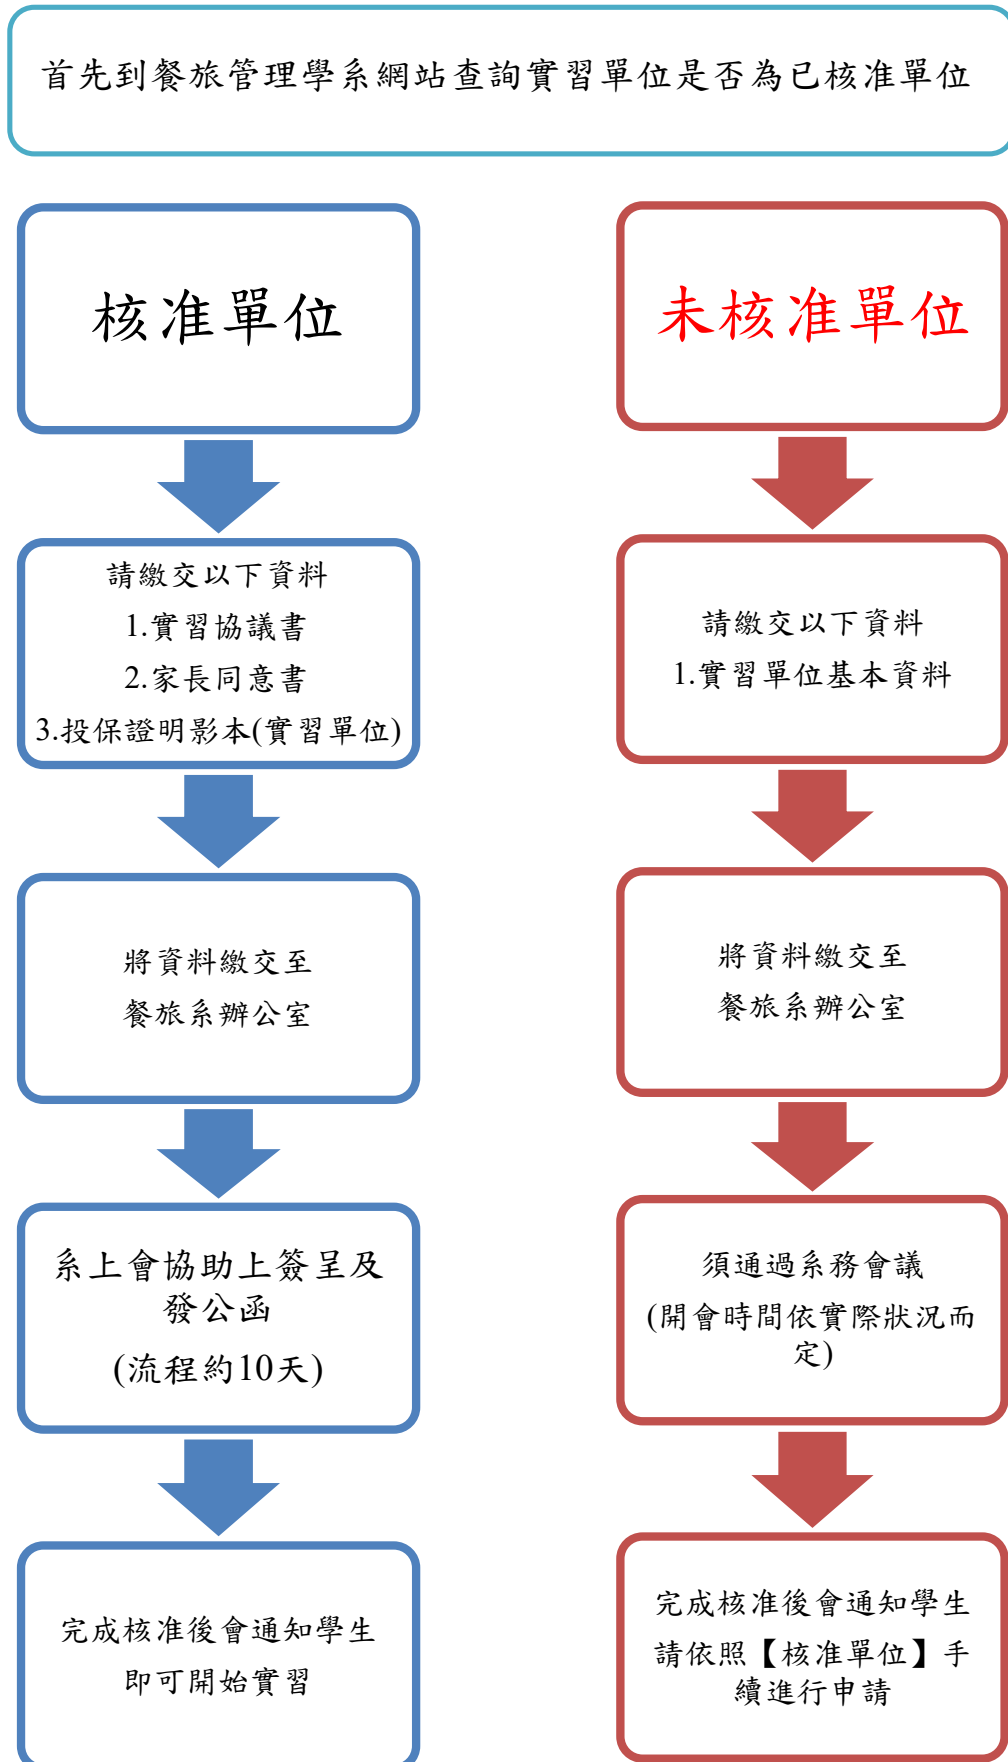 首先到餐旅管理學系網站查詢實習單位是否為已核准單位
核准單位
請繳交以下資料
1.實習協議書
2.家長同意書
3.投保證明影本(實習單位)
將資料繳交至
餐旅系辦公室
系上會協助上簽呈及
發公函
(流程約10天)
完成核准後會通知學生
即可開始實習
未核准單位
請繳交以下資料
1.實習單位基本資料
將資料繳交至
餐旅系辦公室
須通過系務會議
(開會時間依實際狀況而
定)
完成核准後會通知學生
請依照【核准單位】手
續進行申請